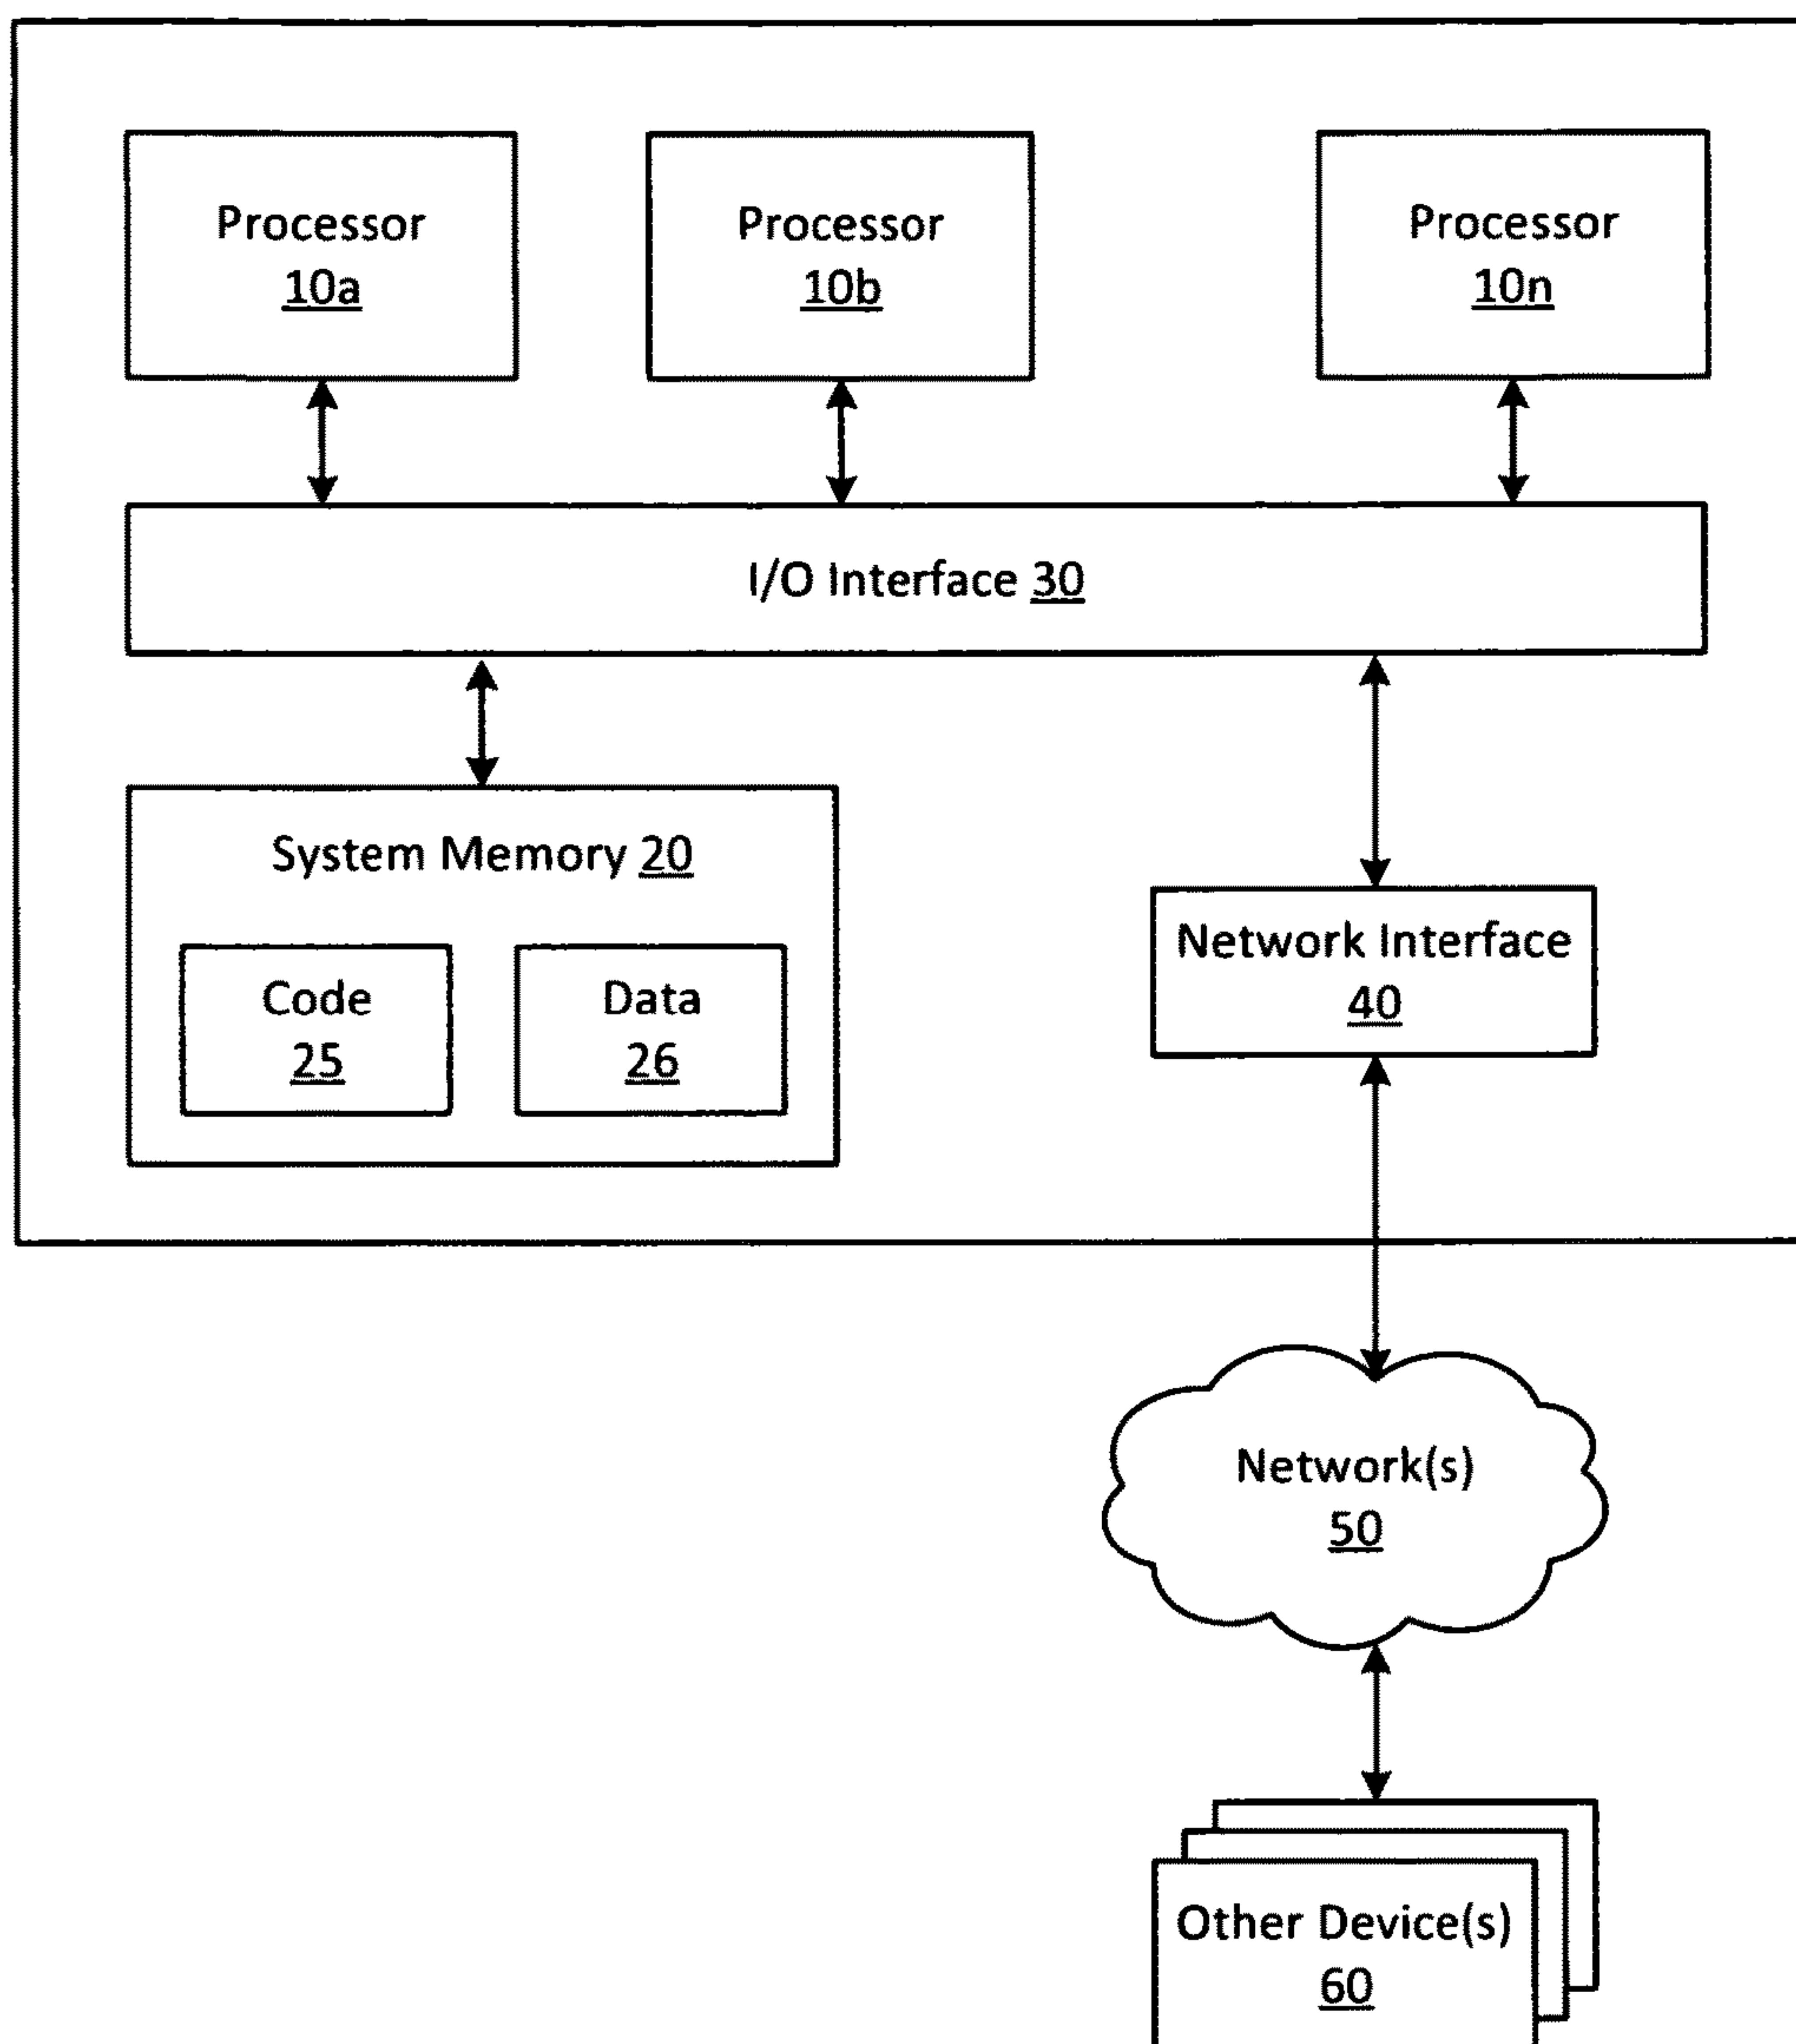 Processor
10a
Processor
10b
Processor
10n
I/O Interface 30
System Memory 20
Code
25
Data
26
Network Interface
40
Network(s)
50
Other Device(s)
60